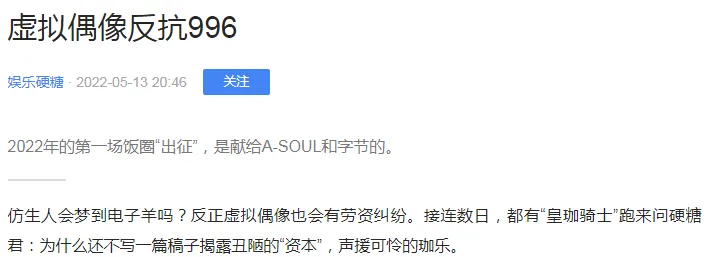 虚拟偶像反抗996
娱乐硬糖 · 2022-05-13 20:46 关注
2022年的第一场饭圈“出征”，是献给A-SOUL和字节的。
仿生人会梦到电子羊吗？反正虚拟偶像也会有劳资纠纷。接连数日，都有“皇珈骑士”跑来问硬糖
君：为什么还不写一篇稿子揭露丑陋的“资本”，声援可怜的珈乐。